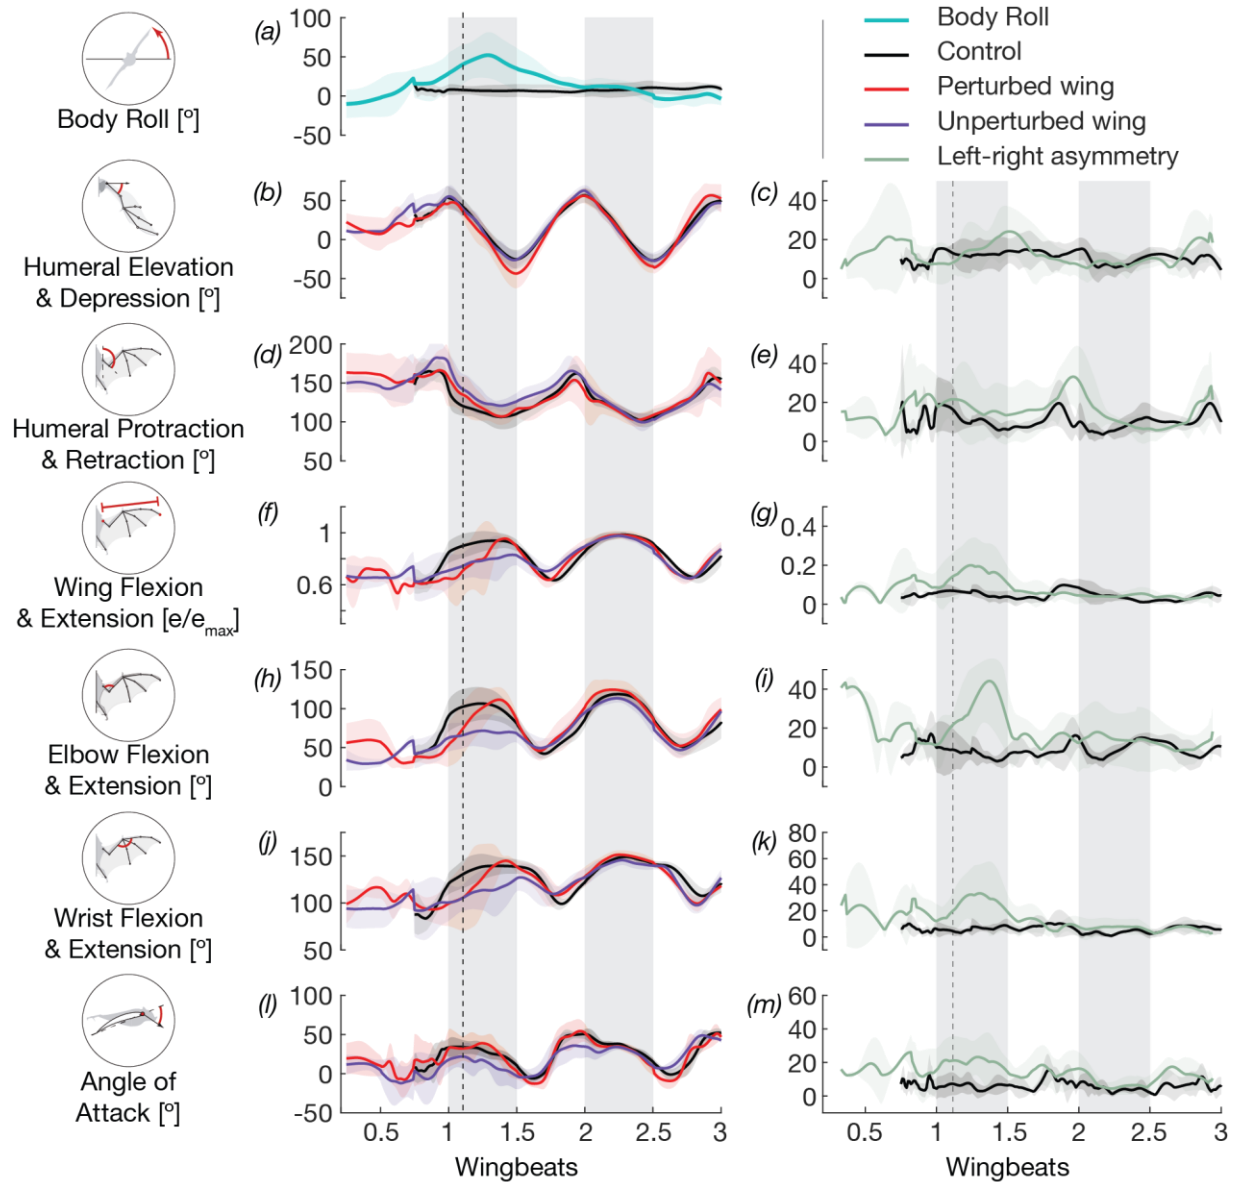 Body Roll [º]
(a)
100
50
0
-50
Body Roll
Control
Perturbed wing
Unperturbed wing
Left-right asymmetry
Humeral Elevation
& Depression [º]
(b)
50
0
-50
(c)
40
20
0
Humeral Protraction
& Retraction [º]
(d)
200
150
100
50
(e)
40
20
0
Wing Flexion
& Extension [e/emax]
(f)
1
0.6
(g)
0.4
0.2
0
Elbow Flexion
& Extension [º]
(h)
150
100
50
0
(i)
40
20
0
Wrist Flexion
& Extension [º]
(j)
150
100
50
(k)
80
60
40
20
0
Angle of
Attack [º]
(l)
100
50
0
-50
(m)
60
40
20
0
0.5 1 1.5 2 2.5 3
Wingbeats
0.5 1 1.5 2 2.5 3
Wingbeats